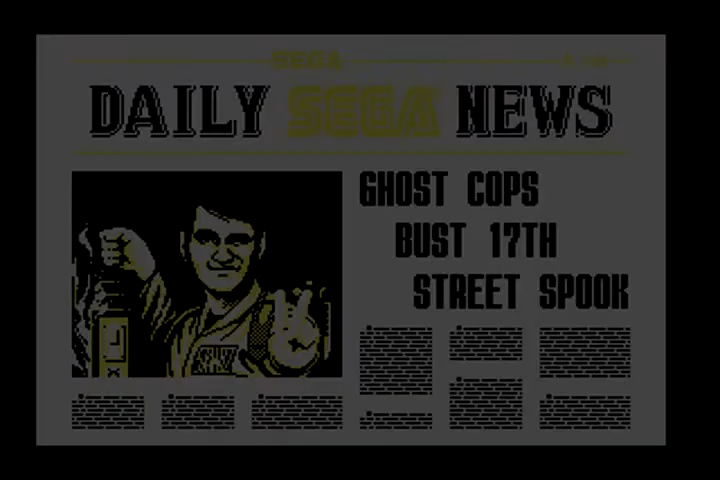 SEGA
DAILY SEGA NEWS
GHOST COPS
BUST 17TH
STREET SPOOK